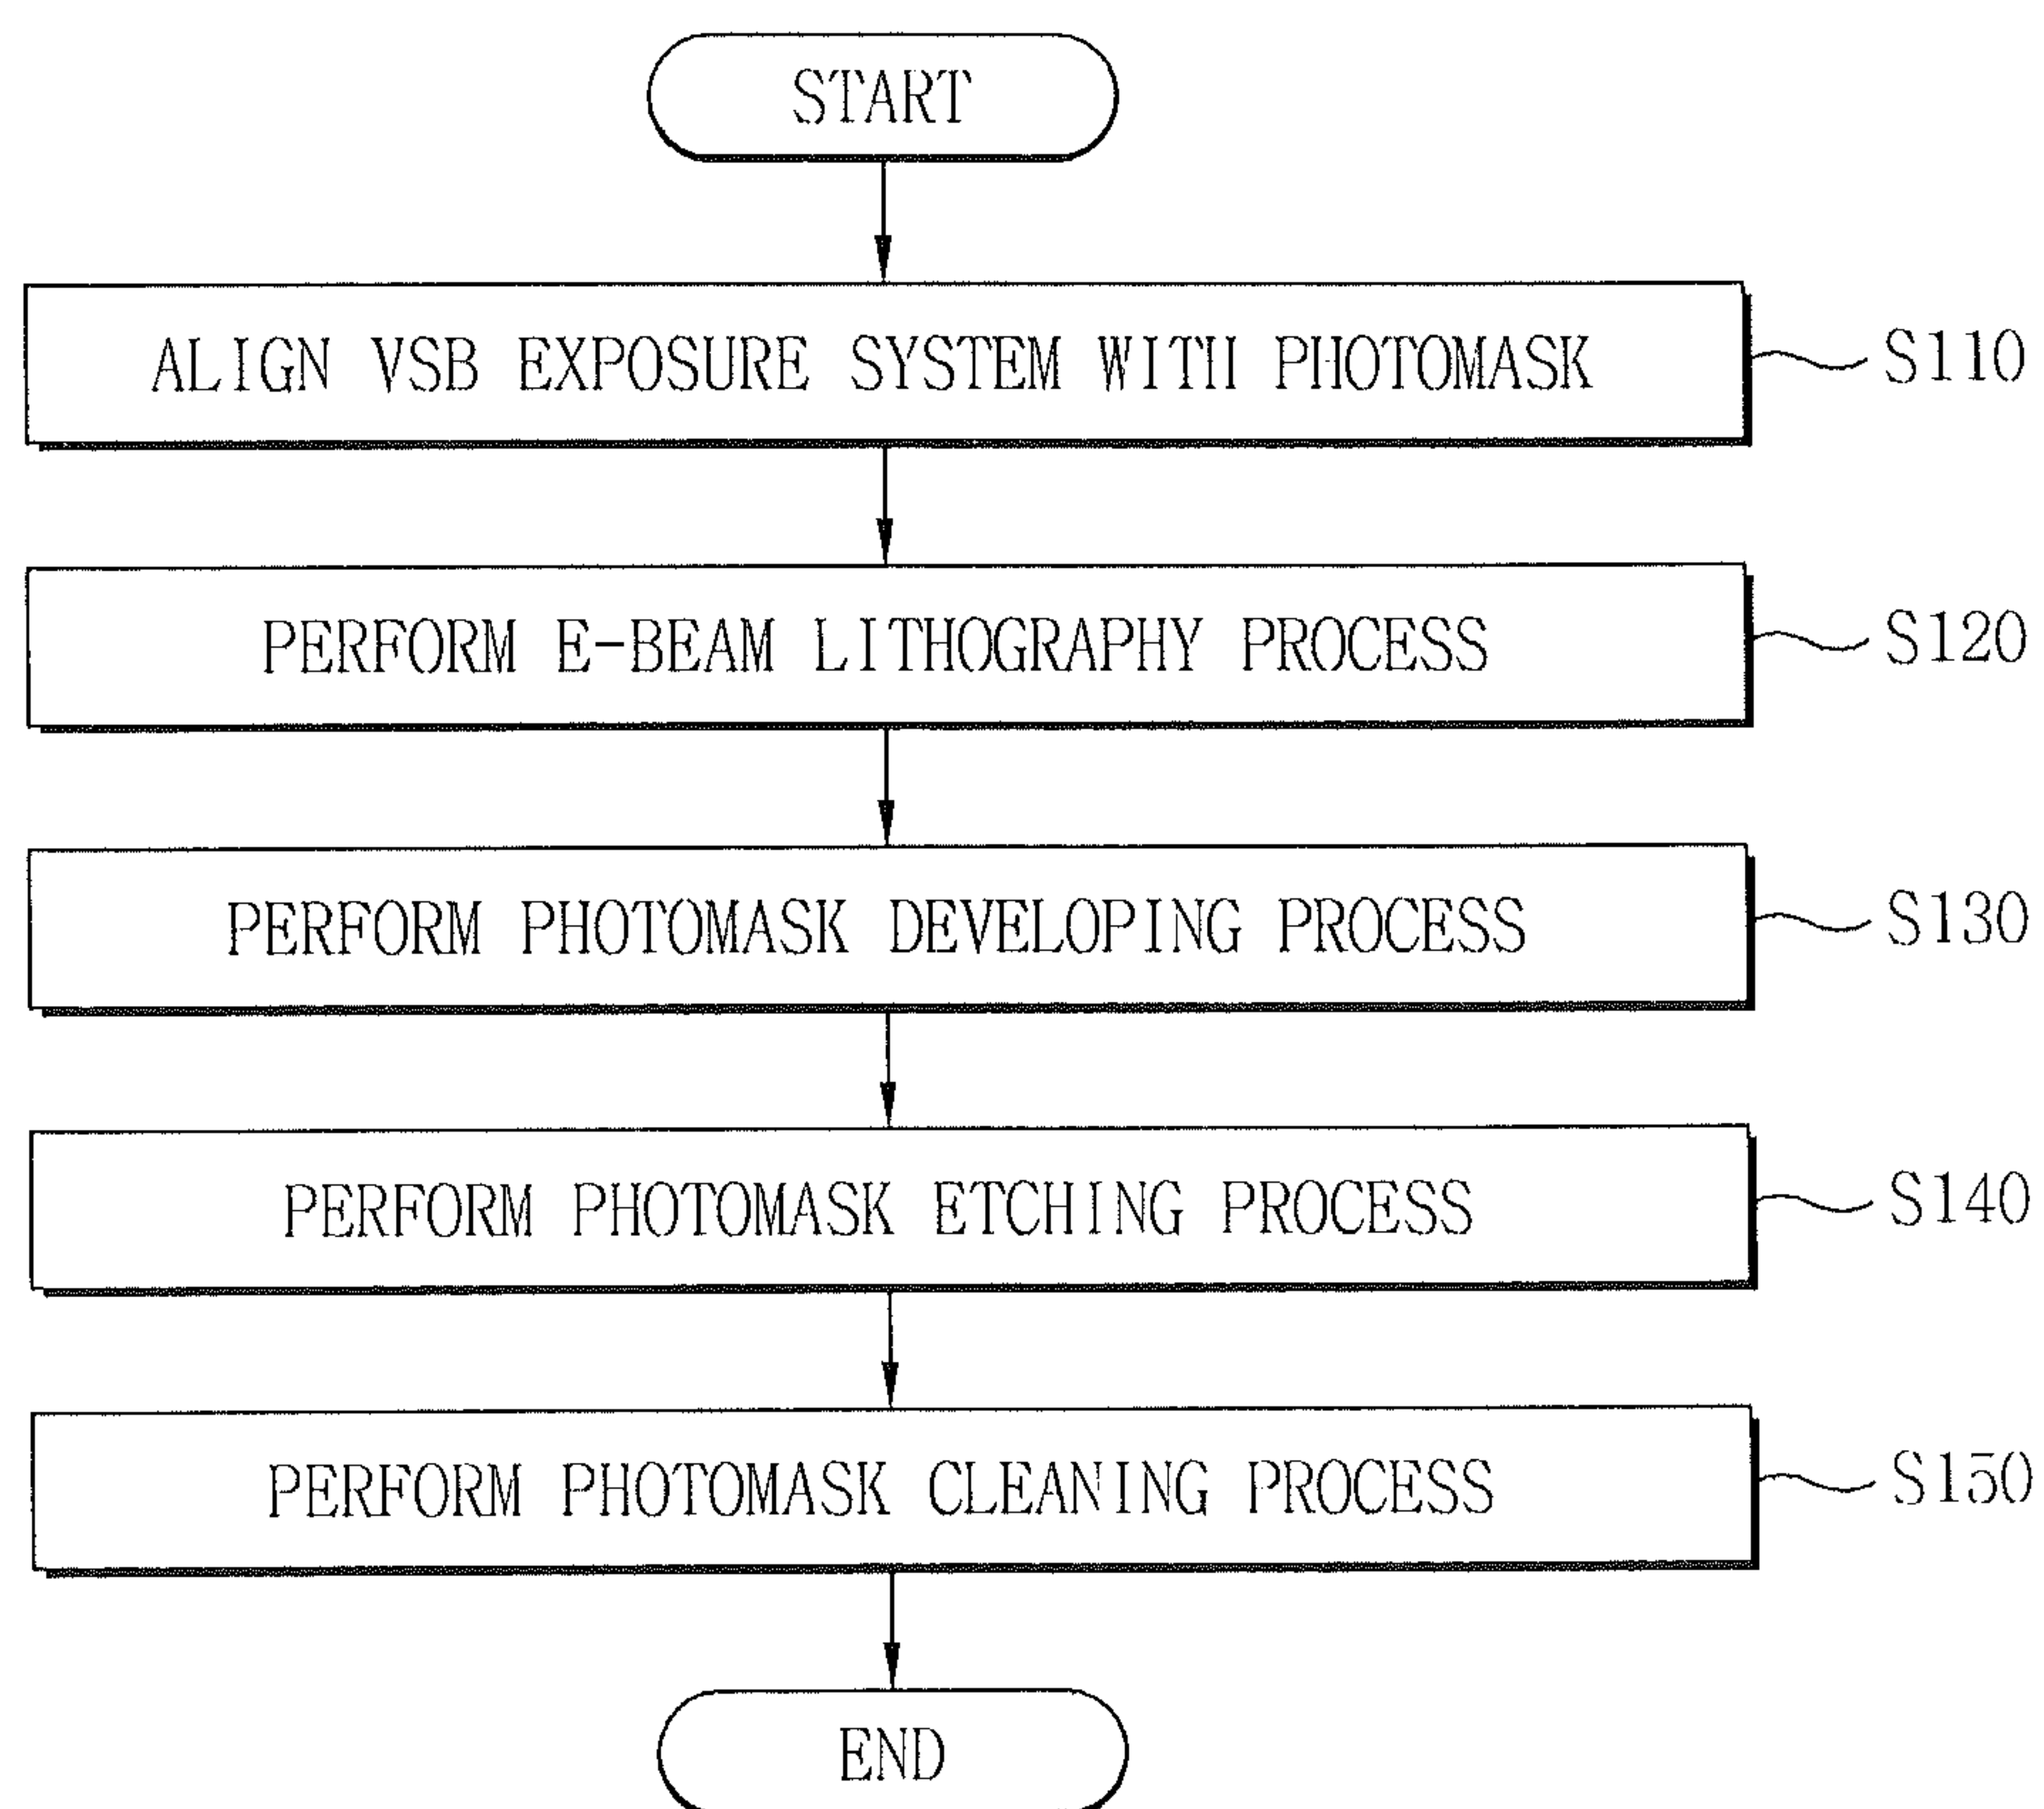 START
ALIGN VSB EXPOSURE SYSTEM WITH PHOTOMASK
S110
PERFORM E-BEAM LITHOGRAPHY PROCESS
S120
PERFORM PHOTOMASK DEVELOPING PROCESS
S130
PERFORM PHOTOMASK ETCHING PROCESS
S140
PERFORM PHOTOMASK CLEANING PROCESS
S150
END